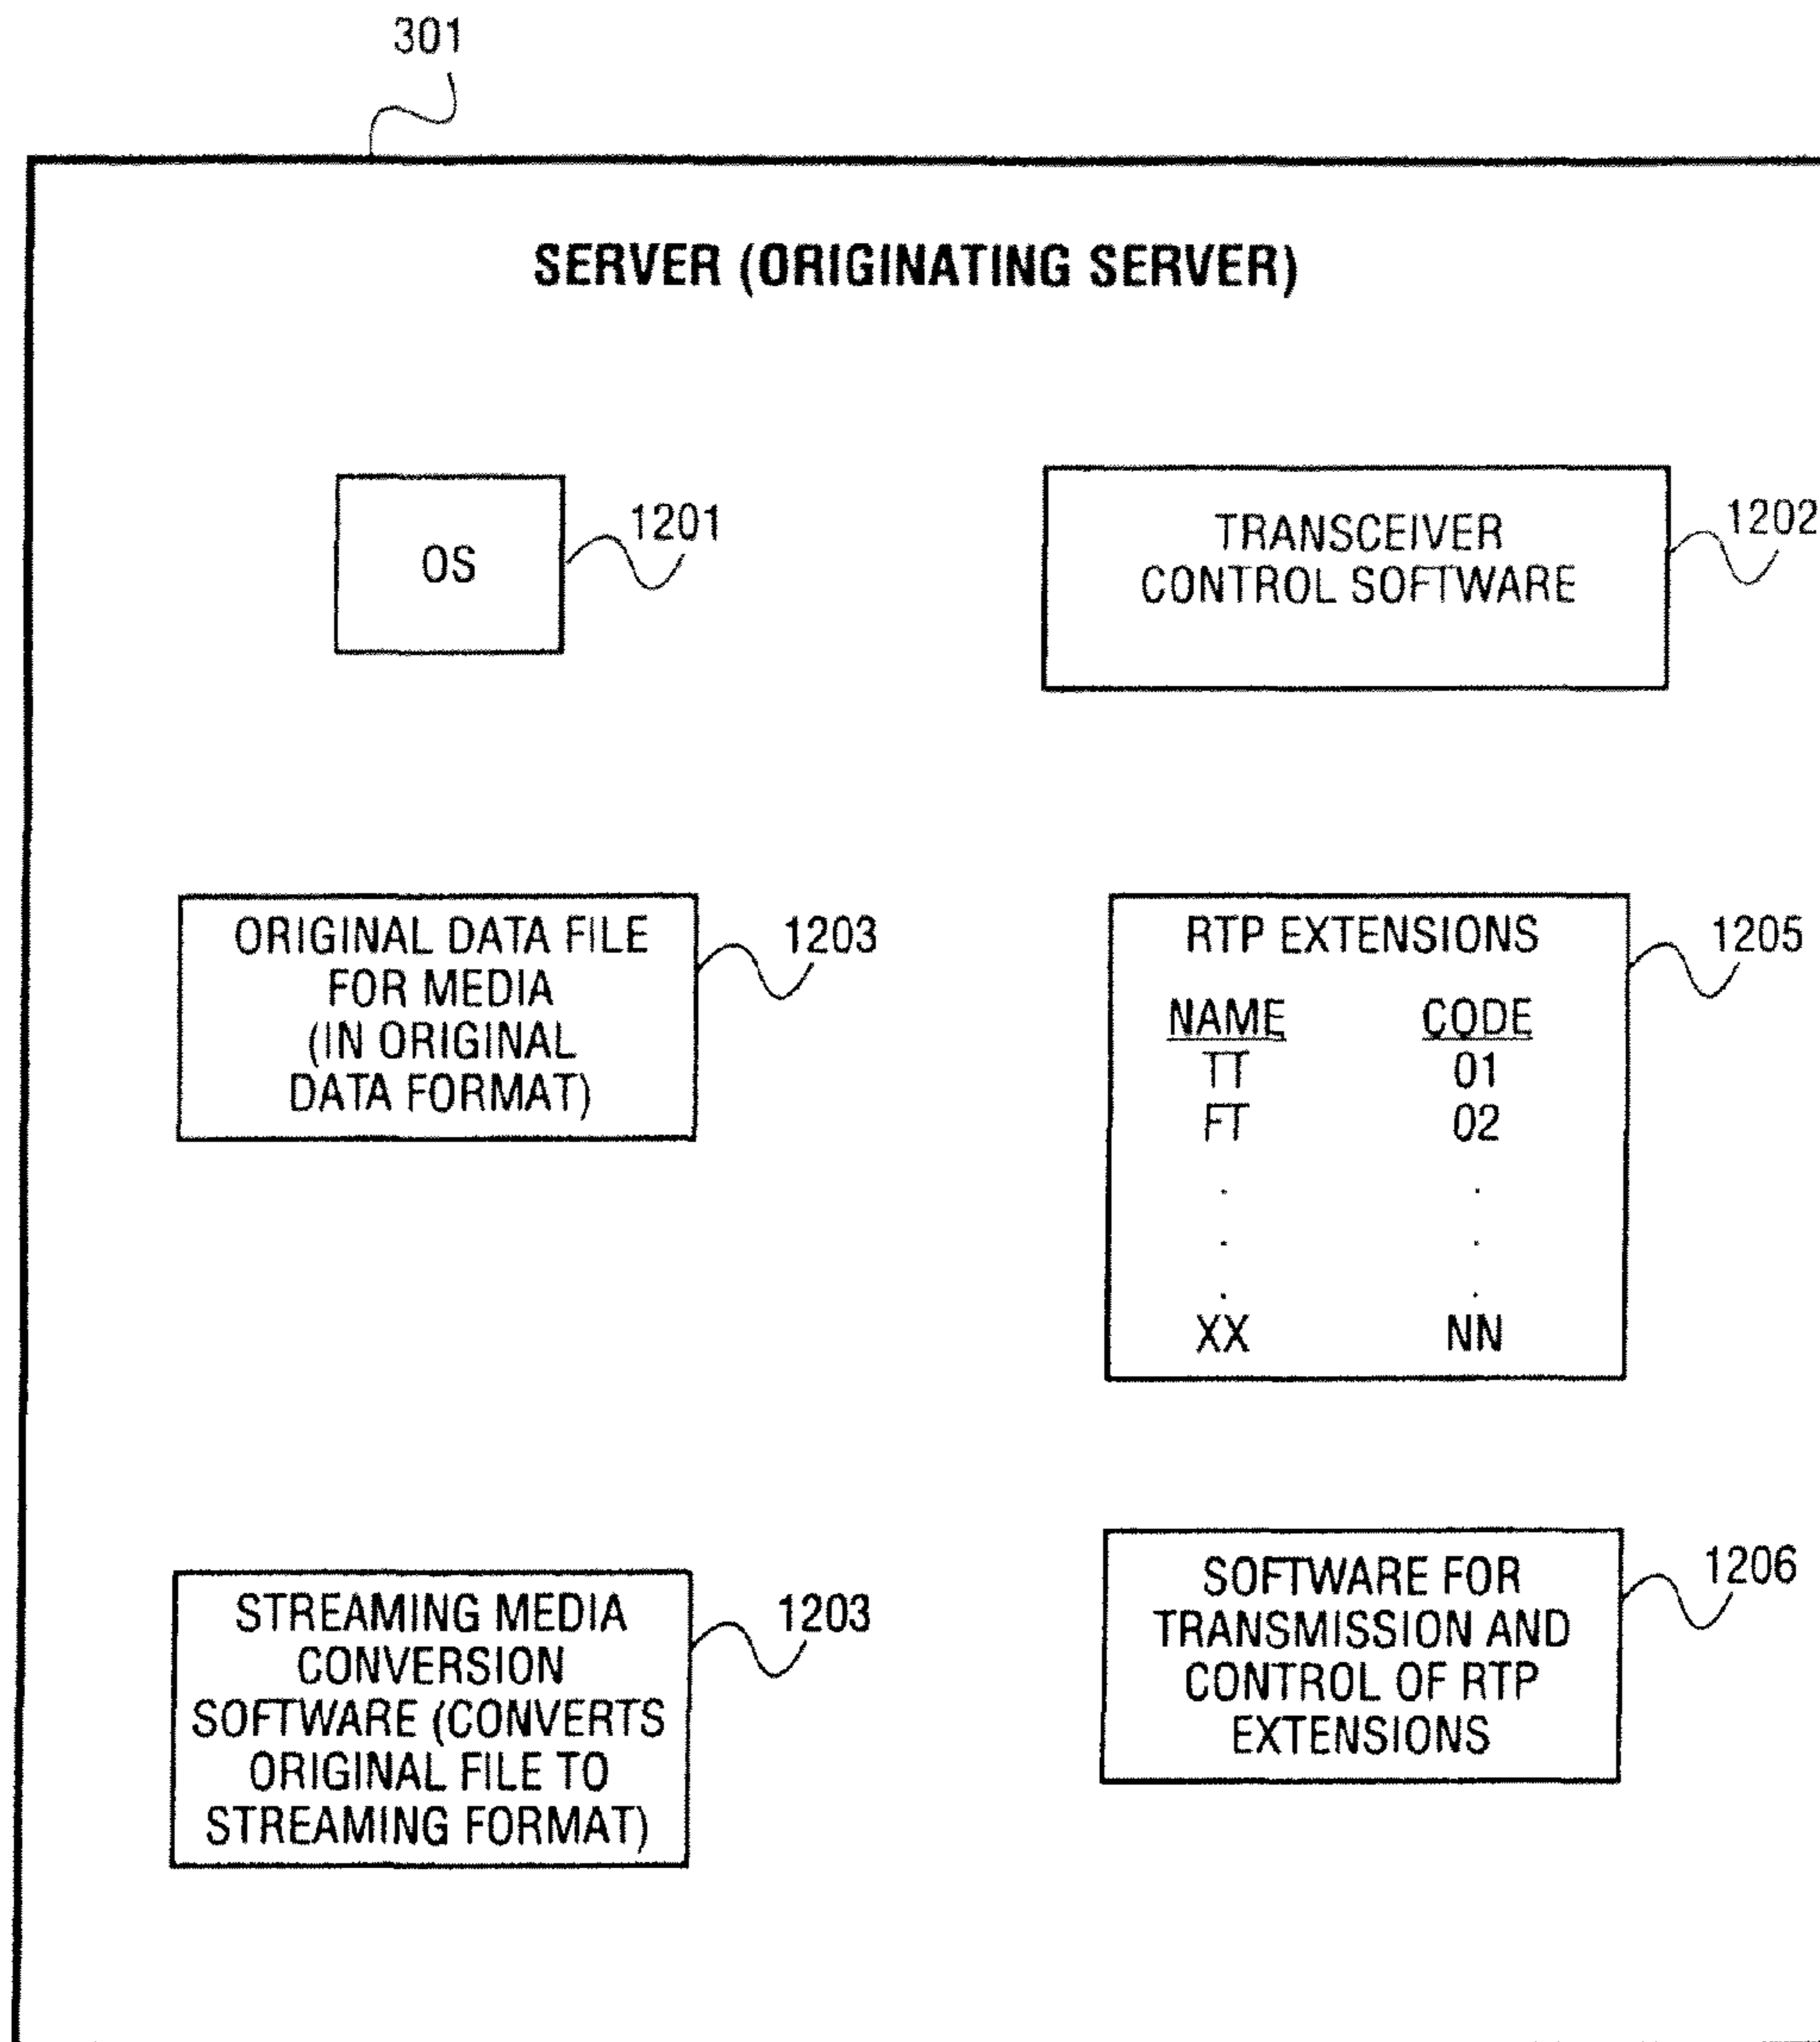 301
SERVER (ORIGINATING SERVER)
OS
1201
TRANSCEIVER
CONTROL SOFTWARE
1202
ORIGINAL DATA FILE
FOR MEDIA
(IN ORIGINAL
DATA FORMAT)
1203
RTP EXTENSIONS
NAME CODE
TT 01
FT 02
. .
. .
. .
XX NN
1205
STREAMING MEDIA
CONVERSION
SOFTWARE (CONVERTS
ORIGINAL FILE TO
STREAMING FORMAT)
1203
SOFTWARE FOR
TRANSMISSION AND
CONTROL OF RTP
EXTENSIONS
1206